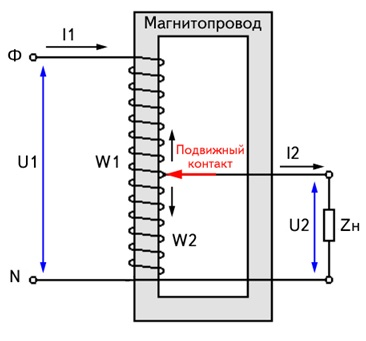 Магнитопровод
I1
Ф
Подвижный
контакт
U1
W1
I2
W2
U2
Zн
N